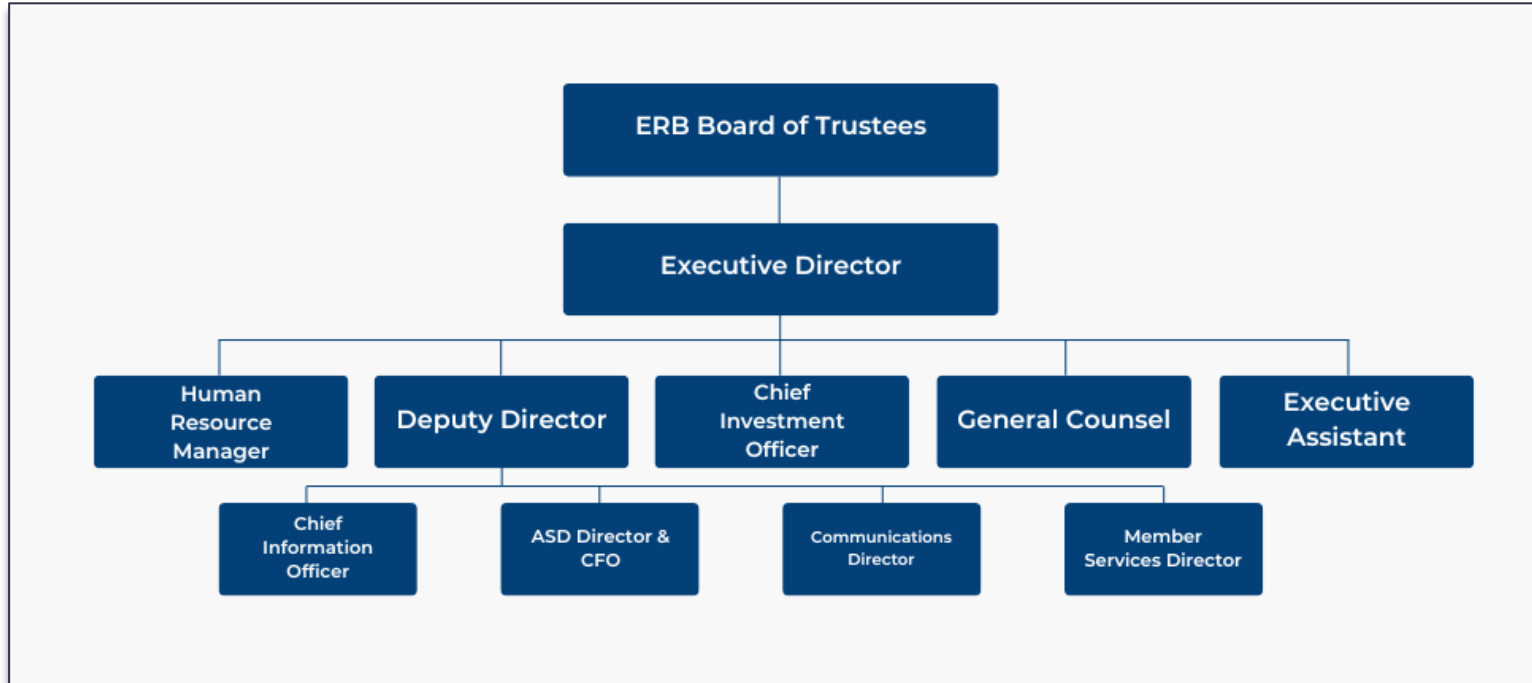 ERB Board of Trustees
Executive Director
Human
Resource
Manager
Deputy Director
Chief
Investment
Officer
General Counsel
Executive
Assistant
Chief
Information
Officer
ASD Director &
CFO
Communications
Director
Member
Services Director